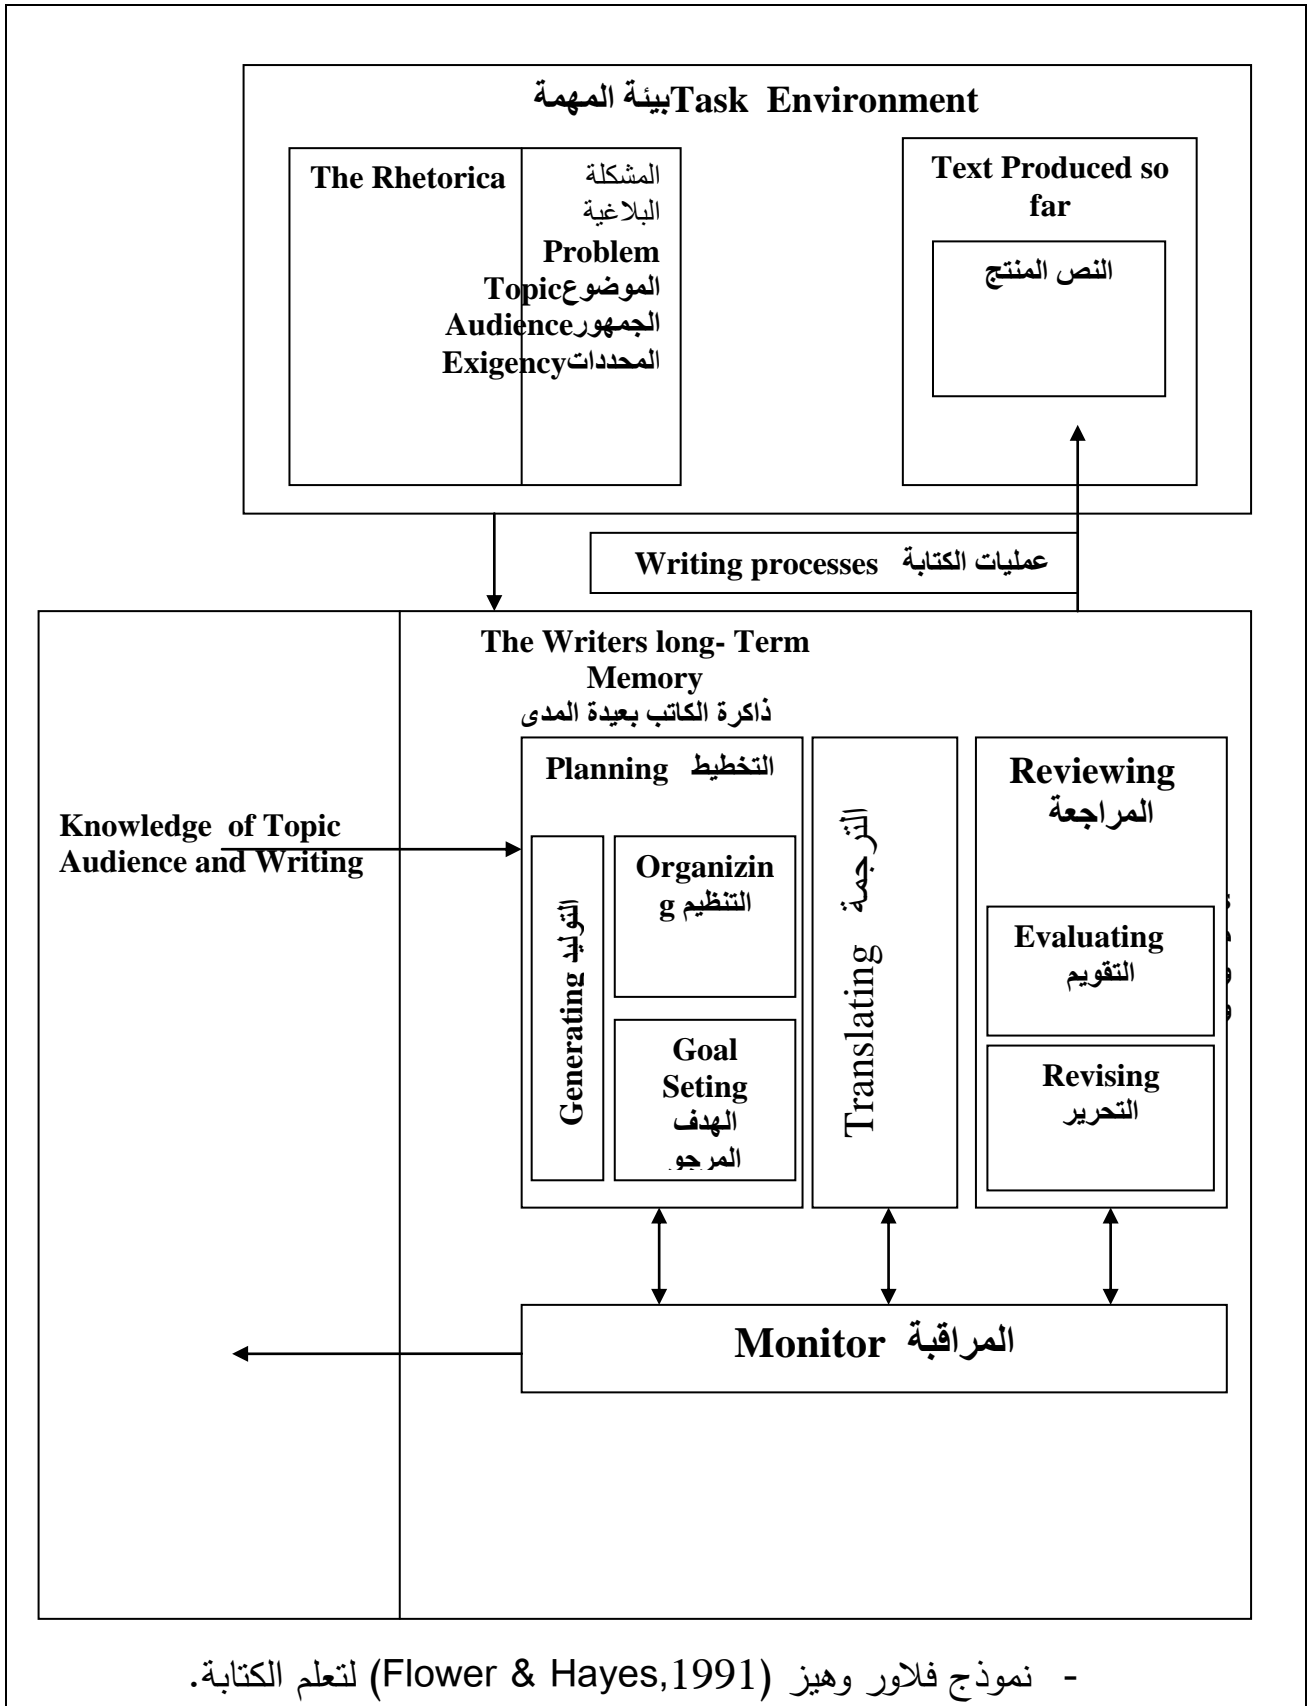 بيئة المهمة Task Environment
The Rhetorica
المشكلة
البلاغية
Problem
الموضوع Topic
الجمهور Audience
المحددات Exigency
Text Produced so
far
النص المنتج
Writing processes عمليات الكتابة
The Writers long- Term
Memory
ذاكرة الكاتب بعيدة المدى
Knowledge of Topic
Audience and Writing
Planning التخطيط
Generating التوليد
Organizin
g التنظيم
Goal
Seting
الهدف
المرجو
Translating الترجمة
Reviewing
المراجعة
Evaluating
التقويم
Revising
التحرير
Monitor المراقبة
- نموذج فلاور وهيز (Flower & Hayes,1991) لتعلم الكتابة.